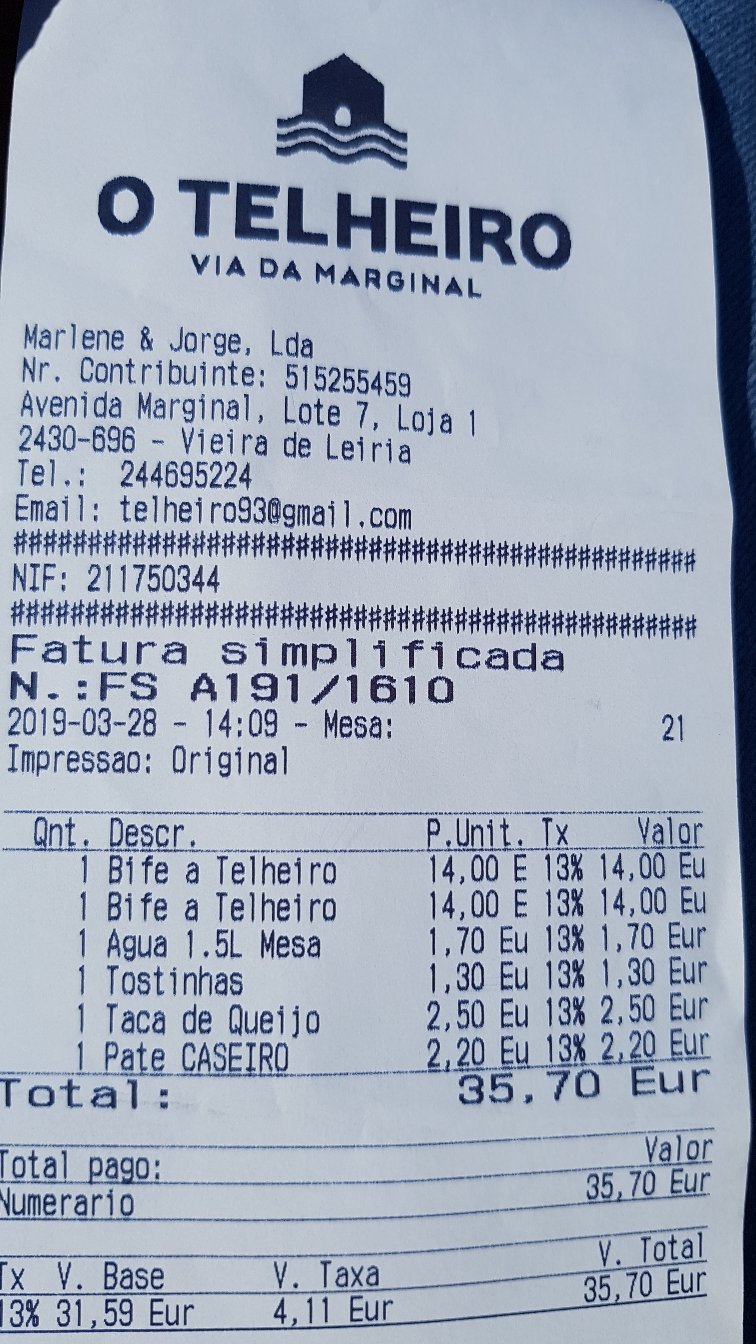 O TELHEIRO
VIA DA MARGINAL
Marlene & Jorge, Lda
Nr. Contribuinte: 515255459
Avenida Marginal, Lote 7, Loja 1
2430-696 - Vieira de Leiria
Tel.: 244695224
Email: telheiro93@gmail.com
##############################################
NIF: 211750344
##############################################
Fatura simplificada
N.:FS A191/1610
2019-03-28 - 14:09 - Mesa: 21
Impressao: Original
Qnt. Descr. P.Unit. Tx Valor
1 Bife a Telheiro 14,00 E 13% 14,00 Eu
1 Bife a Telheiro 14,00 E 13% 14,00 Eu
1 Agua 1.5L Mesa 1,70 Eu 13% 1,70 Eur
1 Tostinhas 1,30 Eu 13% 1,30 Eur
1 Taca de Queijo 2,50 Eu 13% 2,50 Eur
1 Pate CASEIRO 2,20 Eu 13% 2,20 Eur
Total: 35,70 Eur
Total pago: Valor
Numerario 35,70 Eur
Tx V. Base V. Taxa V. Total
13% 31,59 Eur 4,11 Eur 35,70 Eur